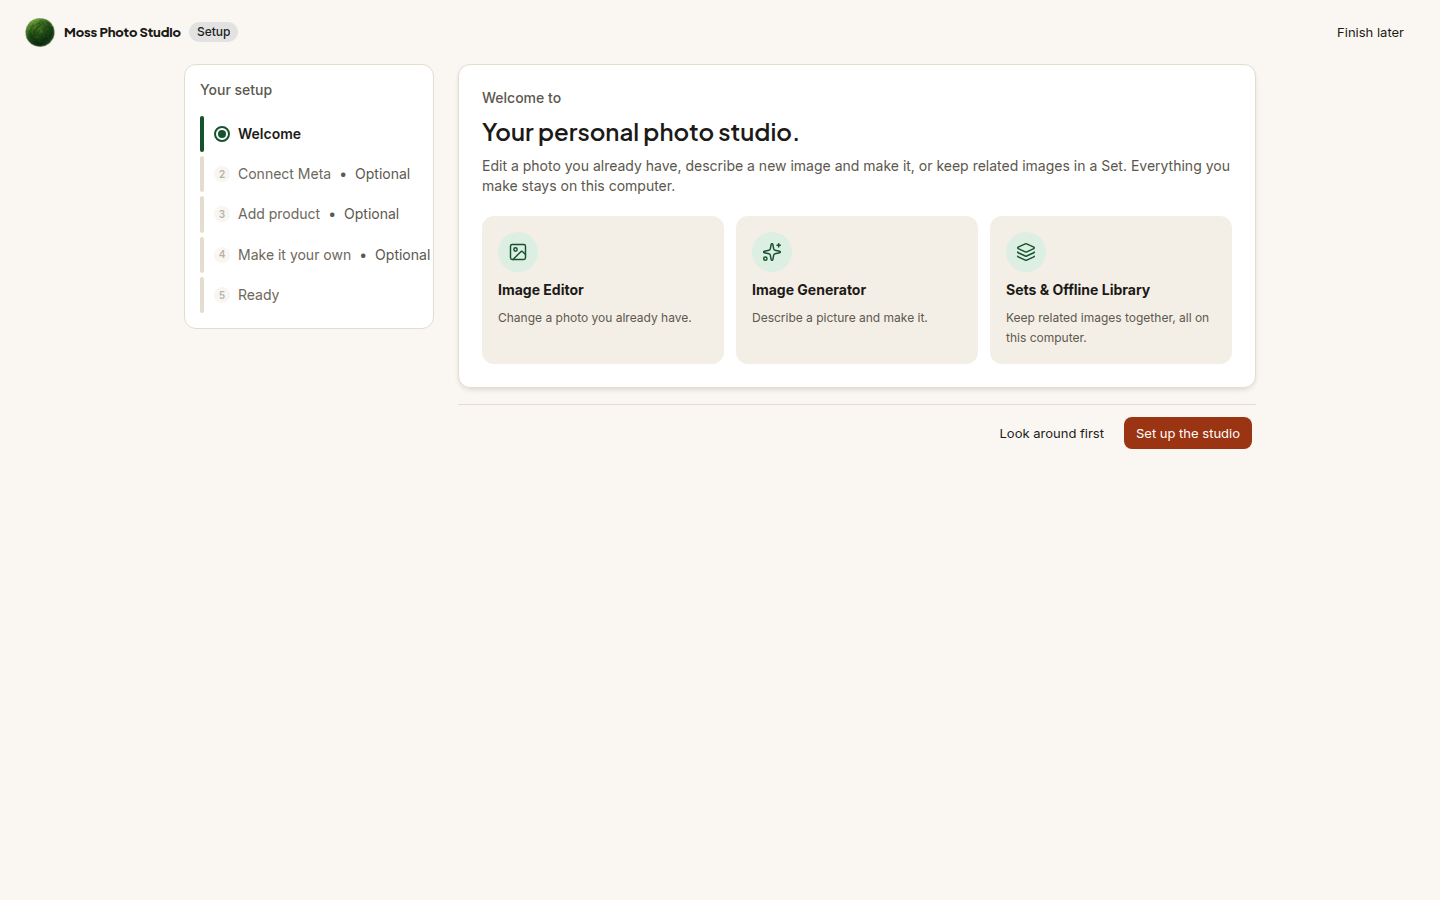 Moss Photo Studio
Setup
Finish later
Your setup
Welcome
2 Connect Meta • Optional
3 Add product • Optional
4 Make it your own • Optional
5 Ready
Welcome to
Your personal photo studio.
Edit a photo you already have, describe a new image and make it, or keep related images in a Set. Everything you
make stays on this computer.
Image Editor
Change a photo you already have.
Image Generator
Describe a picture and make it.
Sets & Offline Library
Keep related images together, all on
this computer.
Look around first
Set up the studio